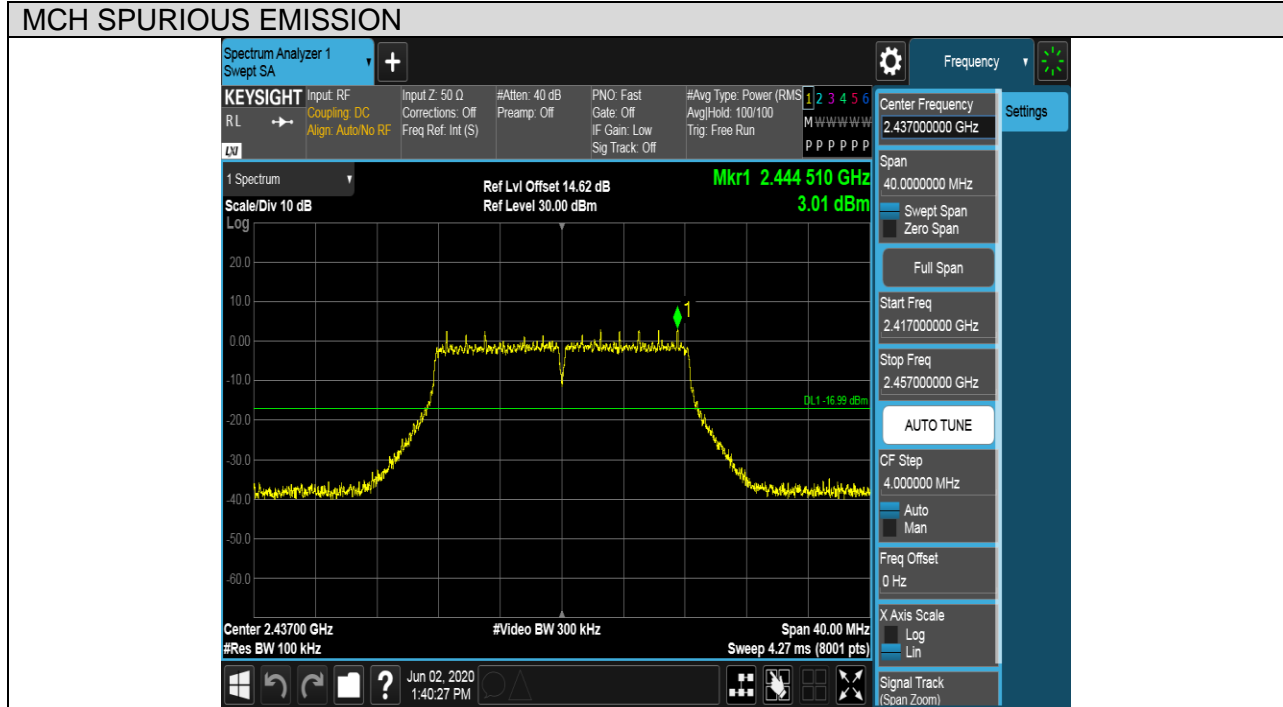 MCH SPURIOUS EMISSION
Spectrum Analyzer 1
Swept SA
Frequency
KEYSIGHT
RL
LXI
Input: RF
Coupling: DC
Align: Auto/No RF
Input Z: 50 Ω
Corrections: Off
Freq Ref: Int (S)
#Atten: 40 dB
Preamp: Off
PNO: Fast
Gate: Off
IF Gain: Low
Sig Track: Off
#Avg Type: Power (RMS
Avg|Hold: 100/100
Trig: Free Run
1 2 3 4 5 6
M W W W W W
P P P P P P
1 Spectrum
Scale/Div 10 dB
Ref Lvl Offset 14.62 dB
Ref Level 30.00 dBm
Mkr1 2.444 510 GHz
3.01 dBm
Log
20.0
10.0
0.00
-10.0
-20.0
-30.0
-40.0
-50.0
-60.0
1
DL1 -16.99 dBm
Center 2.43700 GHz
#Res BW 100 kHz
#Video BW 300 kHz
Span 40.00 MHz
Sweep 4.27 ms (8001 pts)
?
Jun 02, 2020
1:40:27 PM
Center Frequency
2.437000000 GHz
Settings
Span
40.0000000 MHz
Swept Span
Zero Span
Full Span
Start Freq
2.417000000 GHz
Stop Freq
2.457000000 GHz
AUTO TUNE
CF Step
4.000000 MHz
Auto
Man
Freq Offset
0 Hz
X Axis Scale
Log
Lin
Signal Track
(Span Zoom)